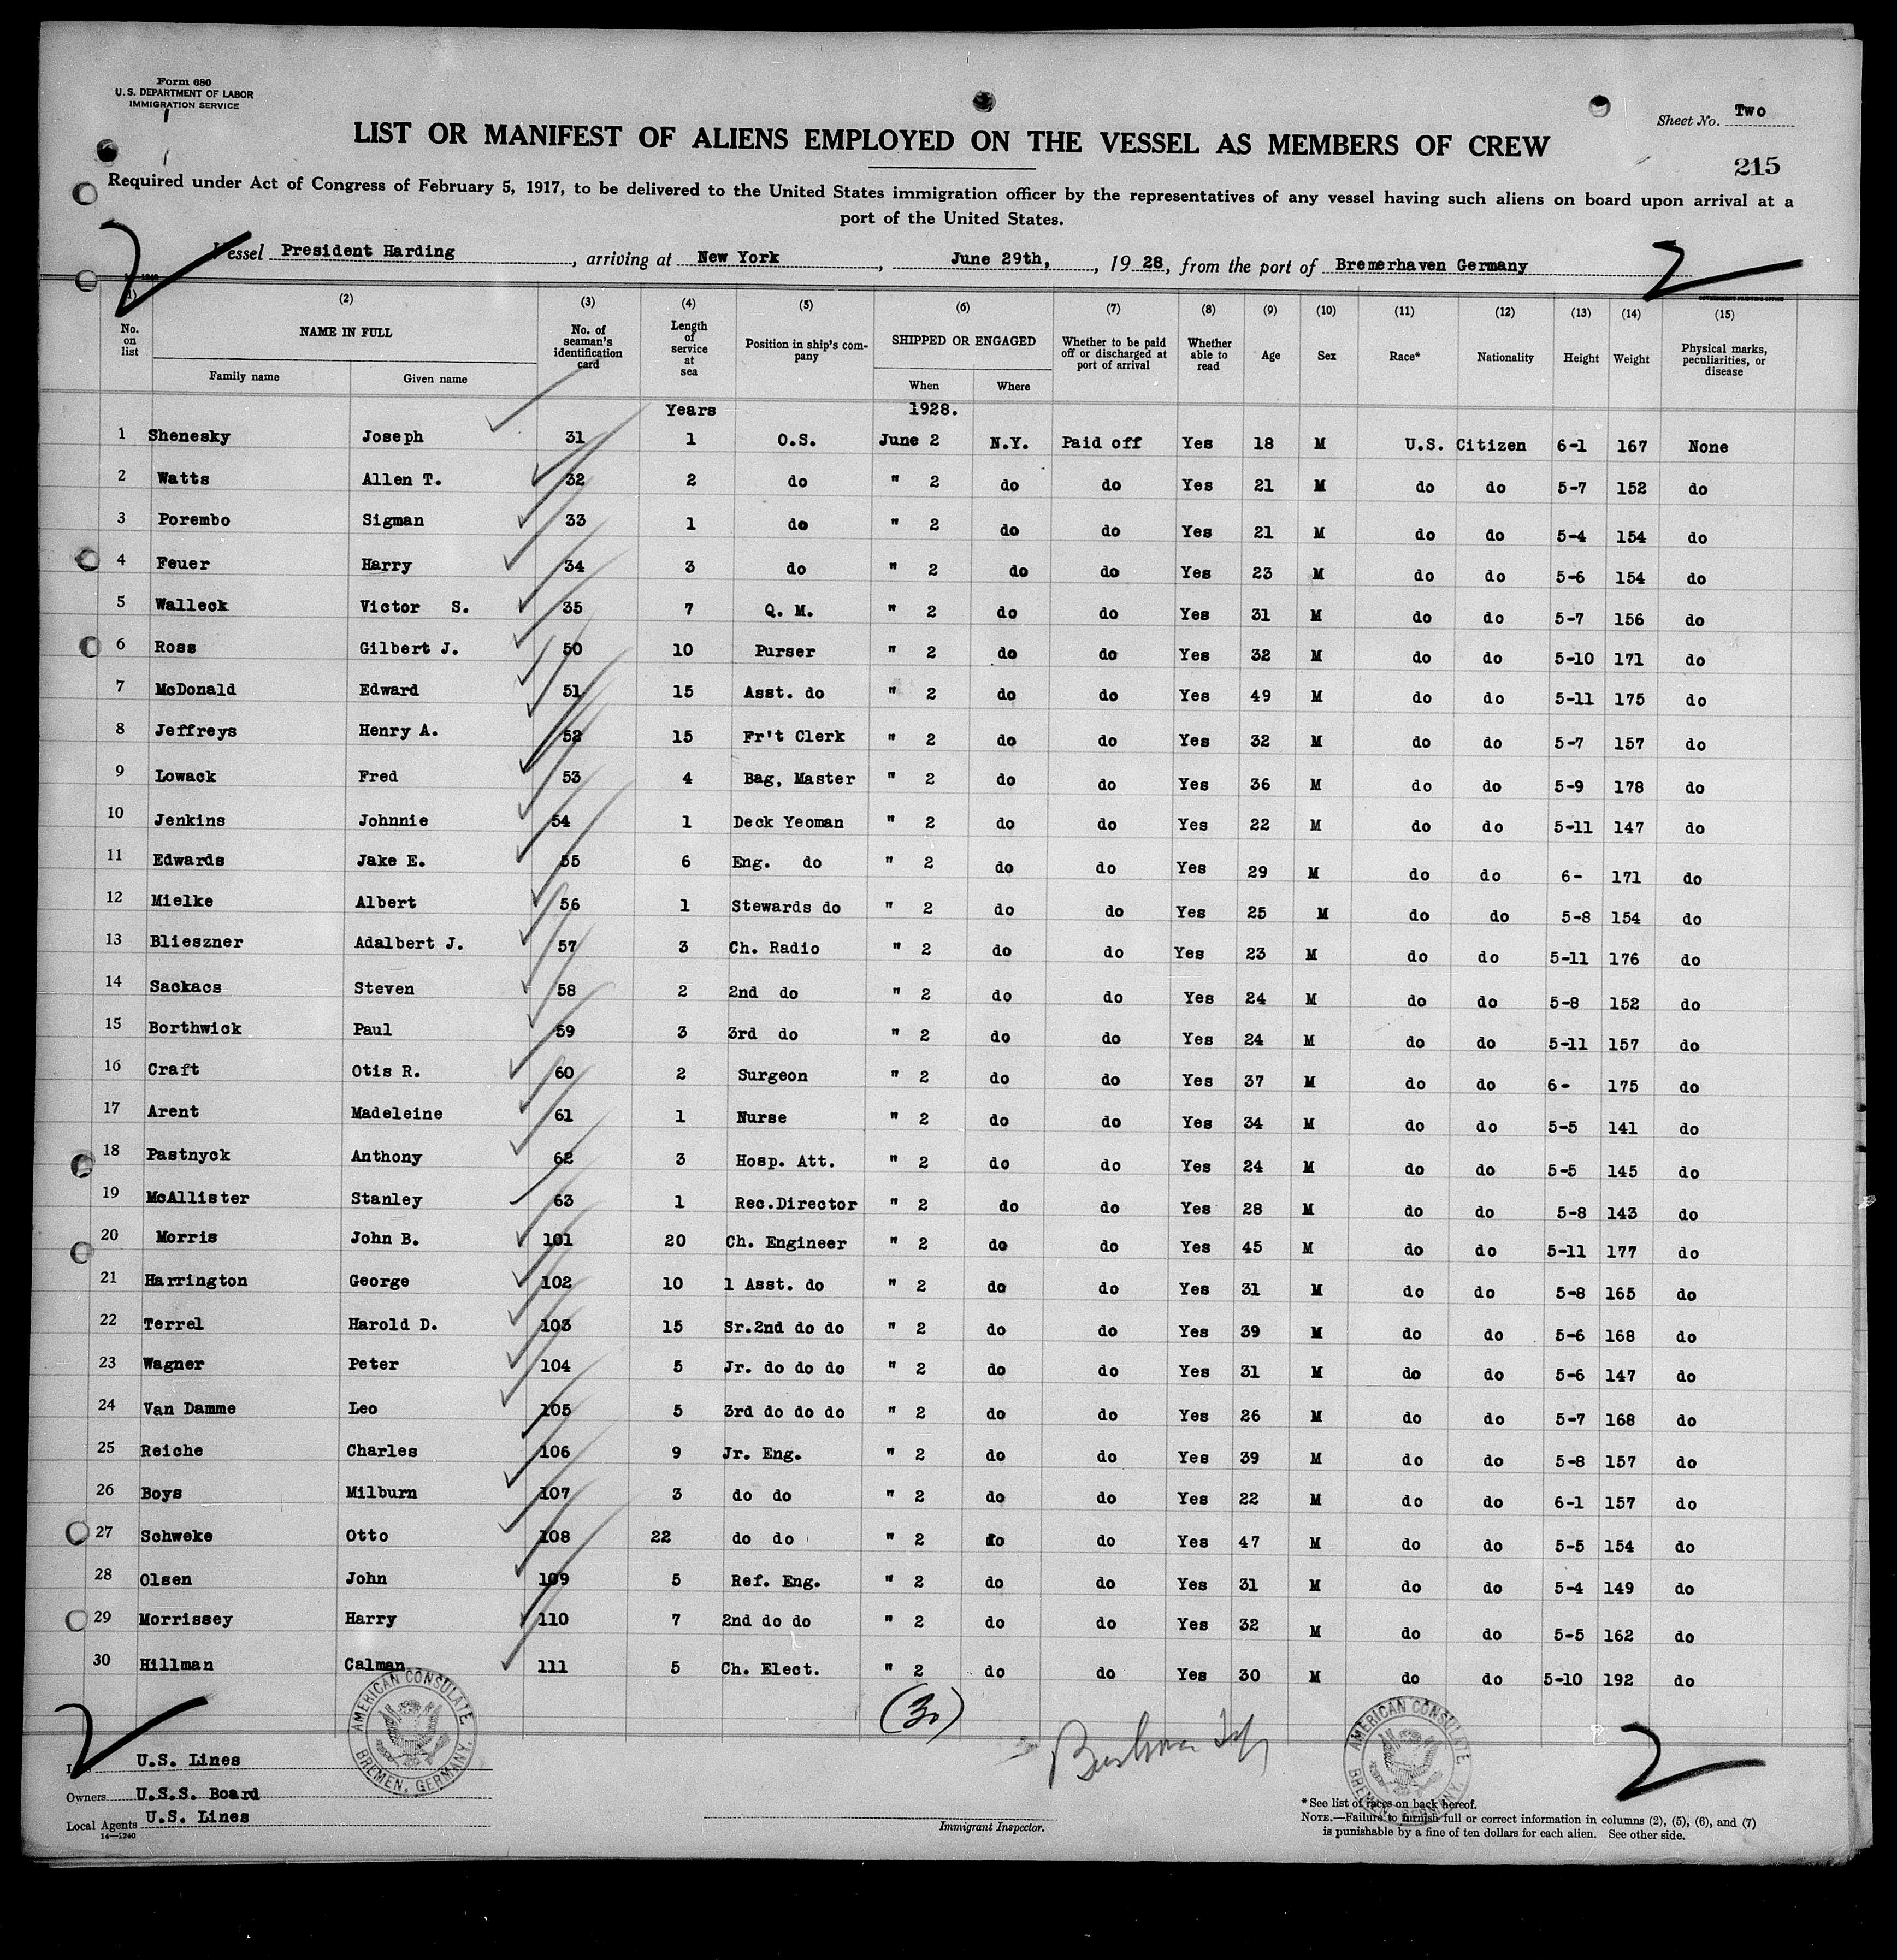 Form 680
U. S. DEPARTMENT OF LABOR
IMMIGRATION SERVICE
Sheet No. Two
LIST OR MANIFEST OF ALIENS EMPLOYED ON THE VESSEL AS MEMBERS OF CREW
215
Required under Act of Congress of February 5, 1917, to be delivered to the United States immigration officer by the representatives of any vessel having such aliens on board upon arrival at a
port of the United States.
Vessel President Harding, arriving at New York, June 29th, , 19 28, from the port of Bremerhaven Germany
(1) (2) (3) (4) (5) (6) (7) (8) (9) (10) (11) (12) (13) (14) (15)
No. on list NAME IN FULL Family name Given name No. of seaman's identification card Length of service at sea Position in ship's company SHIPPED OR ENGAGED When Where Whether to be paid off or discharged at port of arrival Whether able to read Age Sex Race* Nationality Height Weight Physical marks, peculiarities, or disease
Years 1928.
1 Shenesky Joseph 31 1 O.S. June 2 N.Y. Paid off Yes 18 M U.S. Citizen 6-1 167 None
2 Watts Allen T. 32 2 do " 2 do do Yes 21 M do do 5-7 152 do
3 Porembo Sigman 33 1 do " 2 do do Yes 21 M do do 5-4 154 do
4 Feuer Harry 34 3 do " 2 do do Yes 23 M do do 5-6 154 do
5 Walleck Victor S. 35 7 Q. M. " 2 do do Yes 31 M do do 5-7 156 do
6 Ross Gilbert J. 50 10 Purser " 2 do do Yes 32 M do do 5-10 171 do
7 McDonald Edward 51 15 Asst. do " 2 do do Yes 49 M do do 5-11 175 do
8 Jeffreys Henry A. 52 15 Fr't Clerk " 2 do do Yes 32 M do do 5-7 157 do
9 Lowack Fred 53 4 Bag, Master " 2 do do Yes 36 M do do 5-9 178 do
10 Jenkins Johnnie 54 1 Deck Yeoman " 2 do do Yes 22 M do do 5-11 147 do
11 Edwards Jake E. 55 6 Eng. do " 2 do do Yes 29 M do do 6- 171 do
12 Mielke Albert 56 1 Stewards do " 2 do do Yes 25 M do do 5-8 154 do
13 Blieszner Adalbert J. 57 3 Ch. Radio " 2 do do Yes 23 M do do 5-11 176 do
14 Sackacs Steven 58 2 2nd do " 2 do do Yes 24 M do do 5-8 152 do
15 Borthwick Paul 59 3 3rd do " 2 do do Yes 24 M do do 5-11 157 do
16 Craft Otis R. 60 2 Surgeon " 2 do do Yes 37 M do do 6- 175 do
17 Arent Madeleine 61 1 Nurse " 2 do do Yes 34 M do do 5-5 141 do
18 Pastnyck Anthony 62 3 Hosp. Att. " 2 do do Yes 24 M do do 5-5 145 do
19 McAllister Stanley 63 1 Rec.Director " 2 do do Yes 28 M do do 5-8 143 do
20 Morris John B. 101 20 Ch. Engineer " 2 do do Yes 45 M do do 5-11 177 do
21 Harrington George 102 10 1 Asst. do " 2 do do Yes 31 M do do 5-8 165 do
22 Terrel Harold D. 103 15 Sr.2nd do do " 2 do do Yes 39 M do do 5-6 168 do
23 Wagner Peter 104 5 Jr. do do do " 2 do do Yes 31 M do do 5-6 147 do
24 Van Damme Leo 105 5 3rd do do do " 2 do do Yes 26 M do do 5-7 168 do
25 Reiche Charles 106 9 Jr. Eng. " 2 do do Yes 39 M do do 5-8 157 do
26 Boys Milburn 107 3 do do " 2 do do Yes 22 M do do 6-1 157 do
27 Schweke Otto 108 22 do do " 2 do do Yes 47 M do do 5-5 154 do
28 Olsen John 109 5 Ref. Eng. " 2 do do Yes 31 M do do 5-4 149 do
29 Morrissey Harry 110 7 2nd do do " 2 do do Yes 32 M do do 5-5 162 do
30 Hillman Calman 111 5 Ch. Elect. " 2 do do Yes 30 M do do 5-10 192 do
(30)
AMERICAN CONSULATE, BREMEN, GERMANY.
AMERICAN CONSULATE BREMEN, GERMANY.
U.S. Lines
Owners U.S.S. Board
Local Agents U.S. Lines
14—1240
Immigrant Inspector.
* See list of races on back hereof.
NOTE.—Failure to furnish full or correct information in columns (2), (5), (6), and (7)
is punishable by a fine of ten dollars for each alien. See other side.